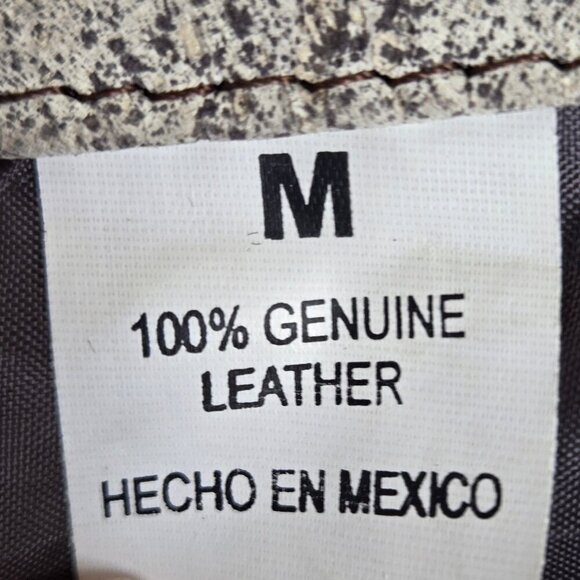 M
100% GENUINE
LEATHER
HECHO EN MEXICO